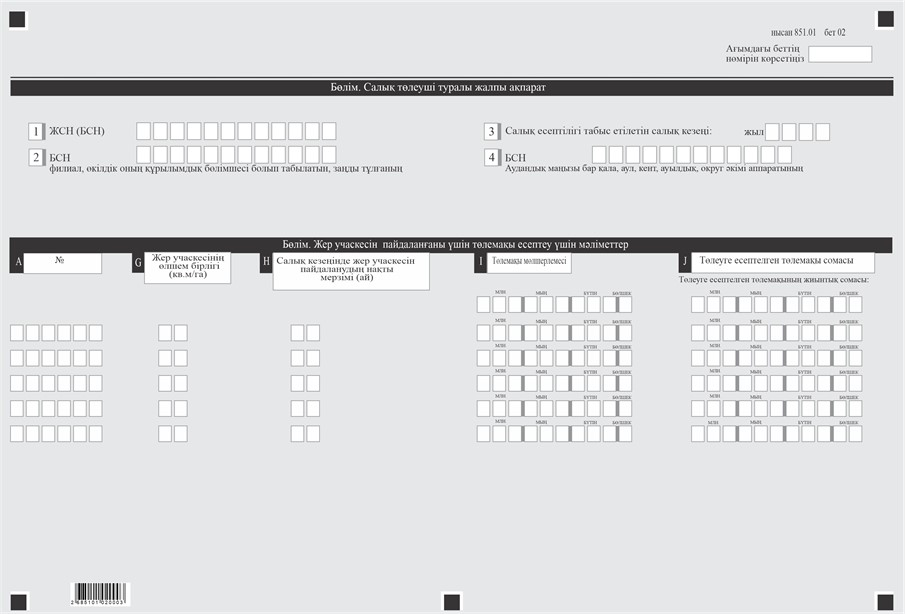 нысан 851.01 бет 02
Ағымдағы беттің
нөмірін көрсетіңіз
Бөлім. Салық төлеуші туралы жалпы ақпарат
1 ЖСН (БСН)
3 Салық есептілігі табыс етілетін салық кезеңі: жыл
2 БСН
филиал, өкілдік оның құрылымдық бөлімшесі болып табылатын, заңды тұлғаның
4 БСН
Аудандық маңызы бар қала, аул, кент, ауылдық, округ әкімі аппаратының
Бөлім. Жер учаскесін пайдаланғаны үшін төлемақы есептеу үшін мәліметтер
A №
G Жер учаскесінің
өлшем бірлігі
(кв.м/га)
H Салық кезеңінде жер учаскесін
пайдаланудың нақты
мерзімі (ай)
I Төлемақы мөлшерлемесі
J Төлеуге есептелген төлемақы сомасы
Төлеуге есептелген төлемақының жиынтық сомасы:
МЛН МЫҢ БҮТІН БӨЛШЕК МЛН МЫҢ БҮТІН БӨЛШЕК
МЛН МЫҢ БҮТІН БӨЛШЕК МЛН МЫҢ БҮТІН БӨЛШЕК
МЛН МЫҢ БҮТІН БӨЛШЕК МЛН МЫҢ БҮТІН БӨЛШЕК
МЛН МЫҢ БҮТІН БӨЛШЕК МЛН МЫҢ БҮТІН БӨЛШЕК
МЛН МЫҢ БҮТІН БӨЛШЕК МЛН МЫҢ БҮТІН БӨЛШЕК
МЛН МЫҢ БҮТІН БӨЛШЕК МЛН МЫҢ БҮТІН БӨЛШЕК